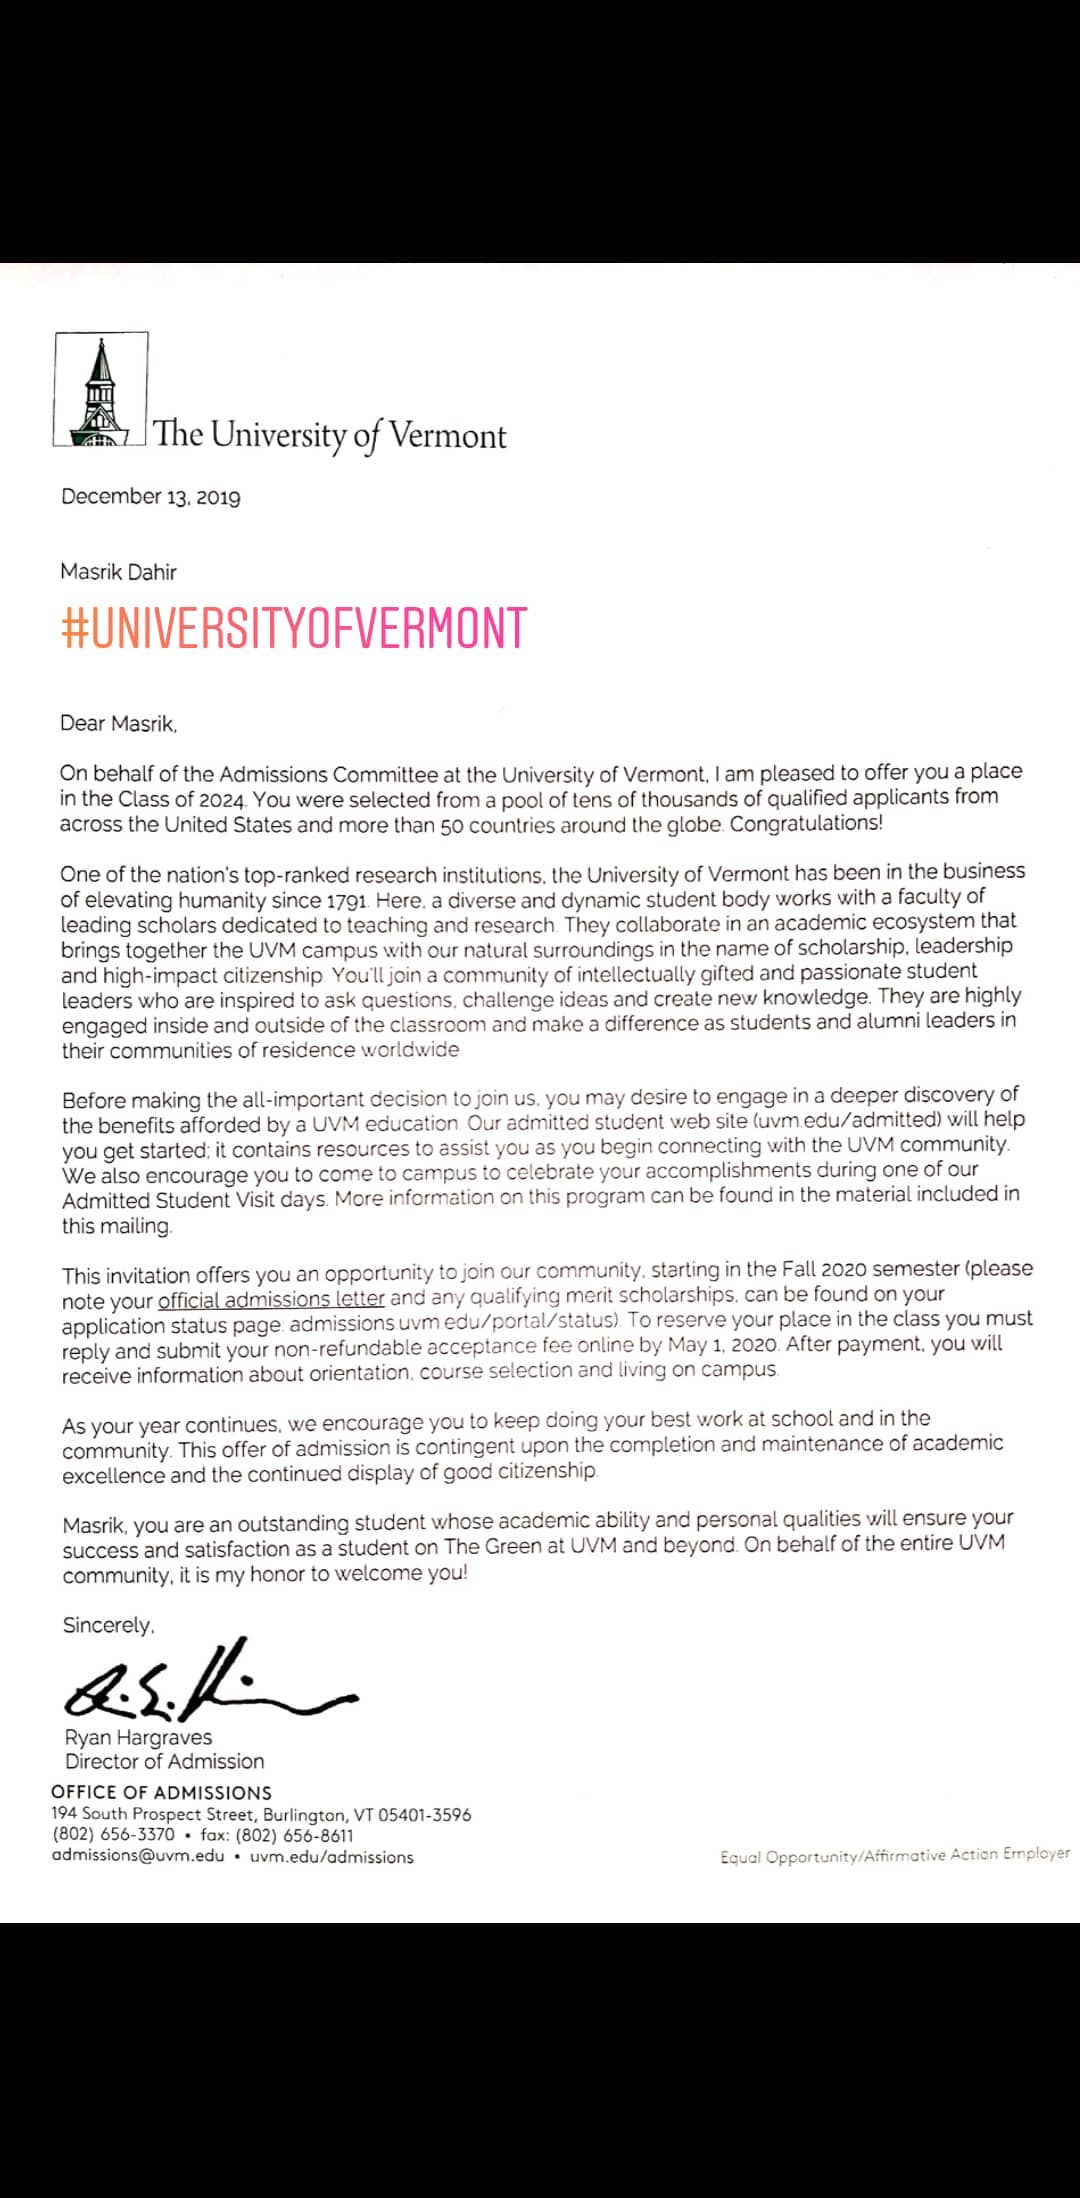 The University of Vermont
December 13, 2019
Masrik Dahir
#UNIVERSITYOFVERMONT
Dear Masrik,
On behalf of the Admissions Committee at the University of Vermont, I am pleased to offer you a place
in the Class of 2024. You were selected from a pool of tens of thousands of qualified applicants from
across the United States and more than 50 countries around the globe. Congratulations!
One of the nation's top-ranked research institutions, the University of Vermont has been in the business
of elevating humanity since 1791. Here, a diverse and dynamic student body works with a faculty of
leading scholars dedicated to teaching and research. They collaborate in an academic ecosystem that
brings together the UVM campus with our natural surroundings in the name of scholarship, leadership
and high-impact citizenship. You'll join a community of intellectually gifted and passionate student
leaders who are inspired to ask questions, challenge ideas and create new knowledge. They are highly
engaged inside and outside of the classroom and make a difference as students and alumni leaders in
their communities of residence worldwide
Before making the all-important decision to join us, you may desire to engage in a deeper discovery of
the benefits afforded by a UVM education. Our admitted student web site (uvm.edu/admitted) will help
you get started; it contains resources to assist you as you begin connecting with the UVM community.
We also encourage you to come to campus to celebrate your accomplishments during one of our
Admitted Student Visit days. More information on this program can be found in the material included in
this mailing.
This invitation offers you an opportunity to join our community, starting in the Fall 2020 semester (please
note your official admissions letter and any qualifying merit scholarships, can be found on your
application status page: admissions.uvm.edu/portal/status). To reserve your place in the class you must
reply and submit your non-refundable acceptance fee online by May 1, 2020. After payment, you will
receive information about orientation, course selection and living on campus.
As your year continues, we encourage you to keep doing your best work at school and in the
community. This offer of admission is contingent upon the completion and maintenance of academic
excellence and the continued display of good citizenship.
Masrik, you are an outstanding student whose academic ability and personal qualities will ensure your
success and satisfaction as a student on The Green at UVM and beyond. On behalf of the entire UVM
community, it is my honor to welcome you!
Sincerely,
Ryan Hargraves
Director of Admission
OFFICE OF ADMISSIONS
194 South Prospect Street, Burlington, VT 05401-3596
(802) 656-3370 • fax: (802) 656-8611
admissions@uvm.edu • uvm.edu/admissions
Equal Opportunity/Affirmative Action Employer